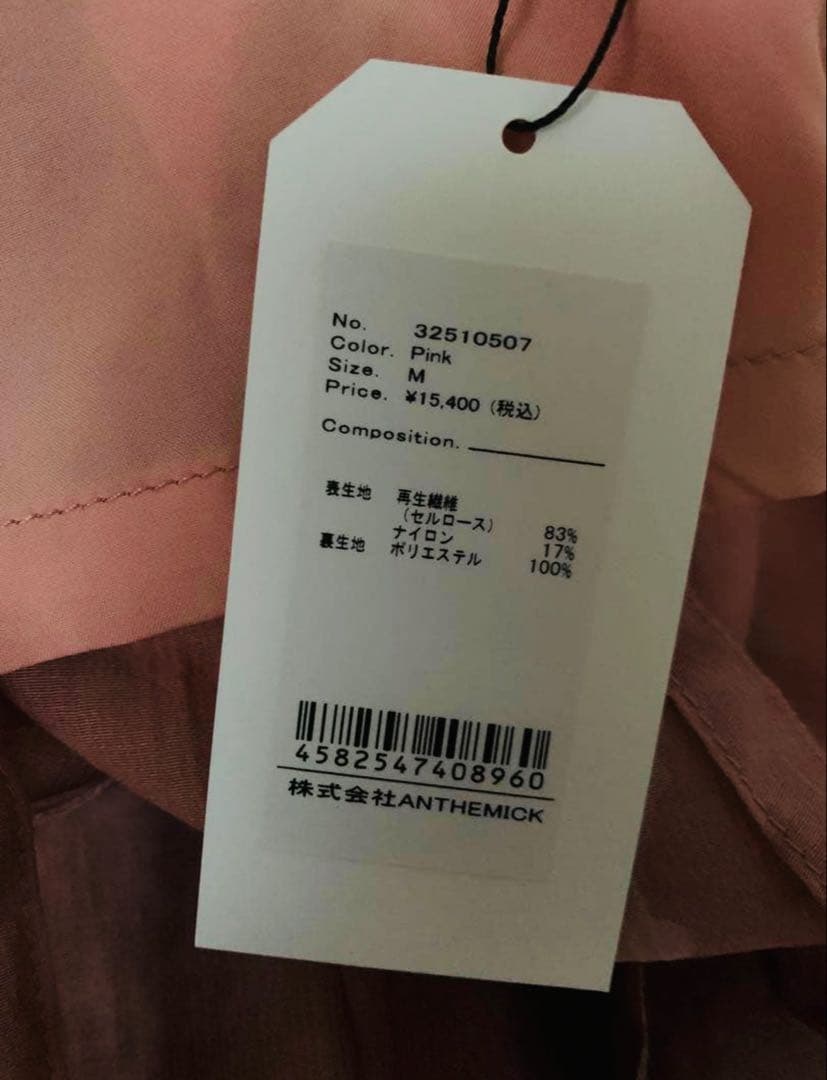 No. 32510507
Color. Pink
Size. M
Price. ¥15,400 (税込)
Composition.
表生地 再生繊維
(セルロース) 83%
ナイロン 17%
裏生地 ポリエステル 100%
4582547408960
株式会社ANTHEMICK